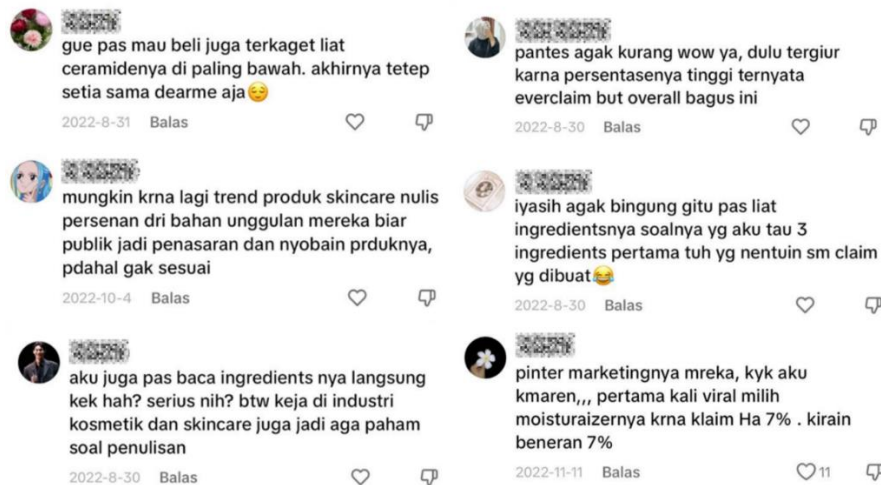 gue pas mau beli juga terkaget liat
ceramidenya di paling bawah. akhirnya tetep
setia sama dearme aja😌
2022-8-31 Balas
mungkin krna lagi trend produk skincare nulis
persenan dri bahan unggulan mereka biar
publik jadi penasaran dan nyobain prduknya,
pdahal gak sesuai
2022-10-4 Balas
aku juga pas baca ingredients nya langsung
kek hah? serius nih? btw keja di industri
kosmetik dan skincare juga jadi aga paham
soal penulisan
2022-8-30 Balas
pantes agak kurang wow ya, dulu tergiur
karna persentasenya tinggi ternyata
everclaim but overall bagus ini
2022-8-30 Balas
iyasih agak bingung gitu pas liat
ingredientsnya soalnya yg aku tau 3
ingredients pertama tuh yg nentuin sm claim
yg dibuat😂
2022-8-30 Balas
pinter marketingnya mreka, kyk aku
kmaren,,, pertama kali viral milih
moisturaizernya krna klaim Ha 7% . kirain
beneran 7%
2022-11-11 Balas 11